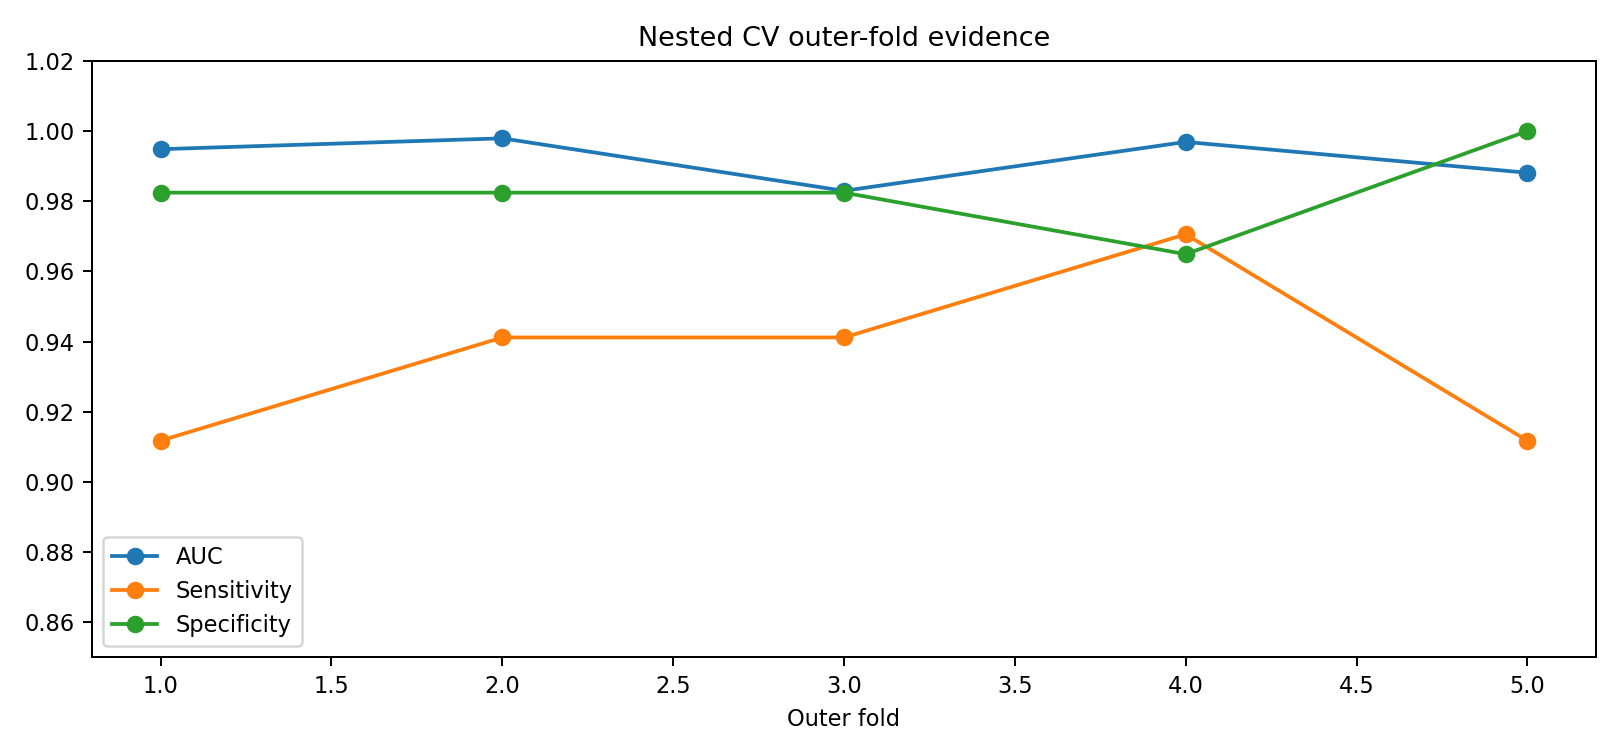 Nested CV outer-fold evidence
1.02
1.00
0.98
0.96
0.94
0.92
0.90
0.88
0.86
AUC
Sensitivity
Specificity
1.0 1.5 2.0 2.5 3.0 3.5 4.0 4.5 5.0
Outer fold